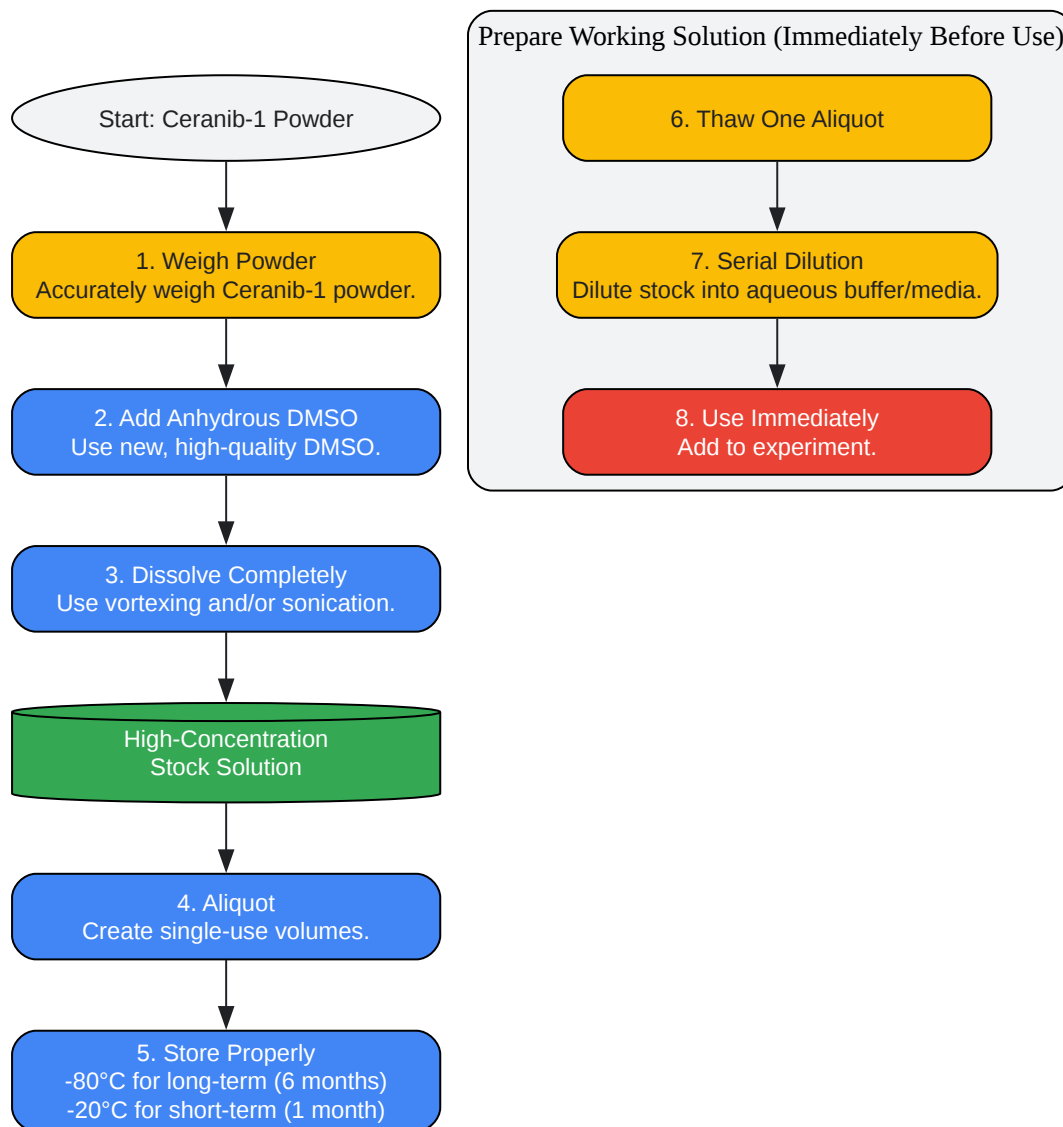 Start: Ceranib-1 Powder
1. Weigh Powder
Accurately weigh Ceranib-1 powder.
2. Add Anhydrous DMSO
Use new, high-quality DMSO.
3. Dissolve Completely
Use vortexing and/or sonication.
High-Concentration
Stock Solution
4. Aliquot
Create single-use volumes.
5. Store Properly
-80°C for long-term (6 months)
-20°C for short-term (1 month)
Prepare Working Solution (Immediately Before Use)
6. Thaw One Aliquot
7. Serial Dilution
Dilute stock into aqueous buffer/media.
8. Use Immediately
Add to experiment.